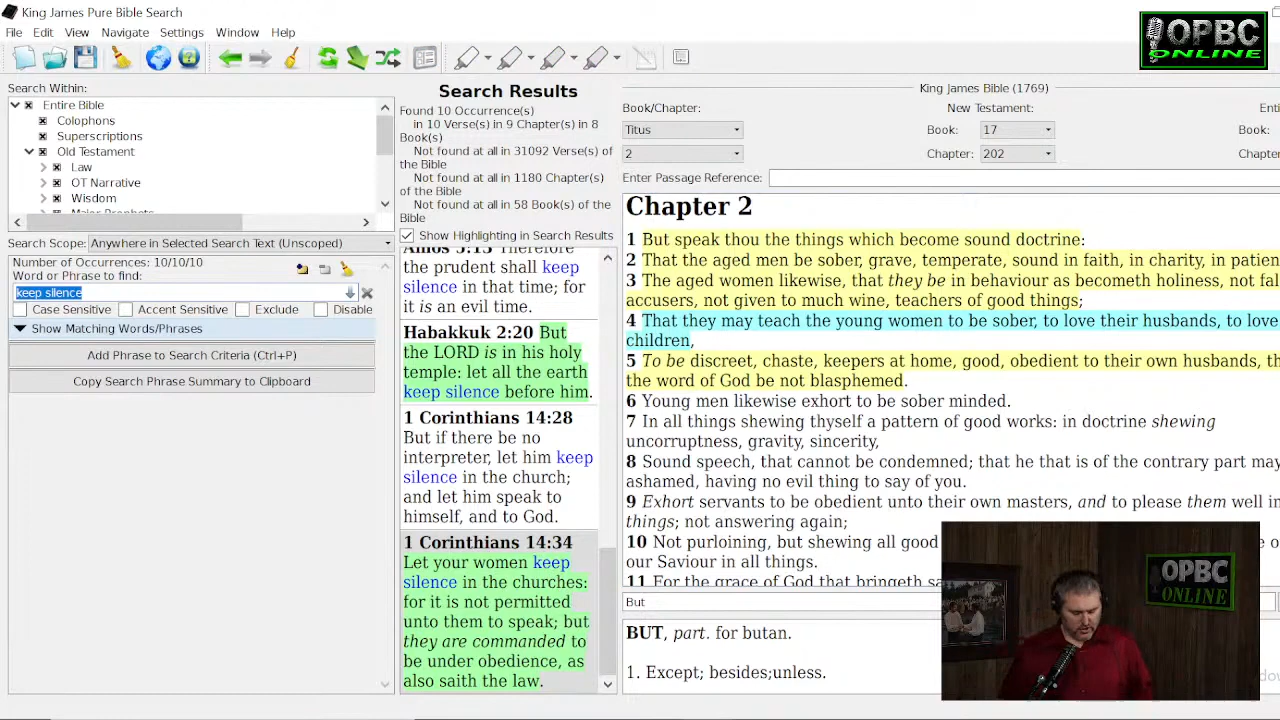 King James Pure Bible Search
File Edit View Navigate Settings Window Help
OPBC
ONLINE
Search Within:
Entire Bible
Colophons
Superscriptions
Old Testament
Law
OT Narrative
Wisdom
Major Prophets
Search Scope: Anywhere in Selected Search Text (Unscoped)
Number of Occurrences: 10/10/10
Word or Phrase to find:
keep silence
Case Sensitive Accent Sensitive Exclude Disable
Show Matching Words/Phrases
Add Phrase to Search Criteria (Ctrl+P)
Copy Search Phrase Summary to Clipboard
Search Results
Found 10 Occurrence(s)
in 10 Verse(s) in 9 Chapter(s) in 8
Book(s)
Not found at all in 31092 Verse(s) of
the Bible
Not found at all in 1180 Chapter(s)
of the Bible
Not found at all in 58 Book(s) of the
Bible
Show Highlighting in Search Results
Amos 5:13 Therefore
the prudent shall keep
silence in that time; for
it is an evil time.
Habakkuk 2:20 But
the LORD is in his holy
temple: let all the earth
keep silence before him.
1 Corinthians 14:28
But if there be no
interpreter, let him keep
silence in the church;
and let him speak to
himself, and to God.
1 Corinthians 14:34
Let your women keep
silence in the churches:
for it is not permitted
unto them to speak; but
they are commanded to
be under obedience, as
also saith the law.
King James Bible (1769)
Book/Chapter: New Testament: Enti
Titus Book: 17 Book:
2 Chapter: 202 Chapte
Enter Passage Reference:
Chapter 2
1 But speak thou the things which become sound doctrine:
2 That the aged men be sober, grave, temperate, sound in faith, in charity, in patien
3 The aged women likewise, that they be in behaviour as becometh holiness, not fal
accusers, not given to much wine, teachers of good things;
4 That they may teach the young women to be sober, to love their husbands, to love
children,
5 To be discreet, chaste, keepers at home, good, obedient to their own husbands, th
the word of God be not blasphemed.
6 Young men likewise exhort to be sober minded.
7 In all things shewing thyself a pattern of good works: in doctrine shewing
uncorruptness, gravity, sincerity,
8 Sound speech, that cannot be condemned; that he that is of the contrary part may
ashamed, having no evil thing to say of you.
9 Exhort servants to be obedient unto their own masters, and to please them well in
things; not answering again;
10 Not purloining, but shewing all good
our Saviour in all things.
11 For the grace of God that bringeth sa
But
BUT, part. for butan.
1. Except; besides;unless.
OPBC
ONLINE